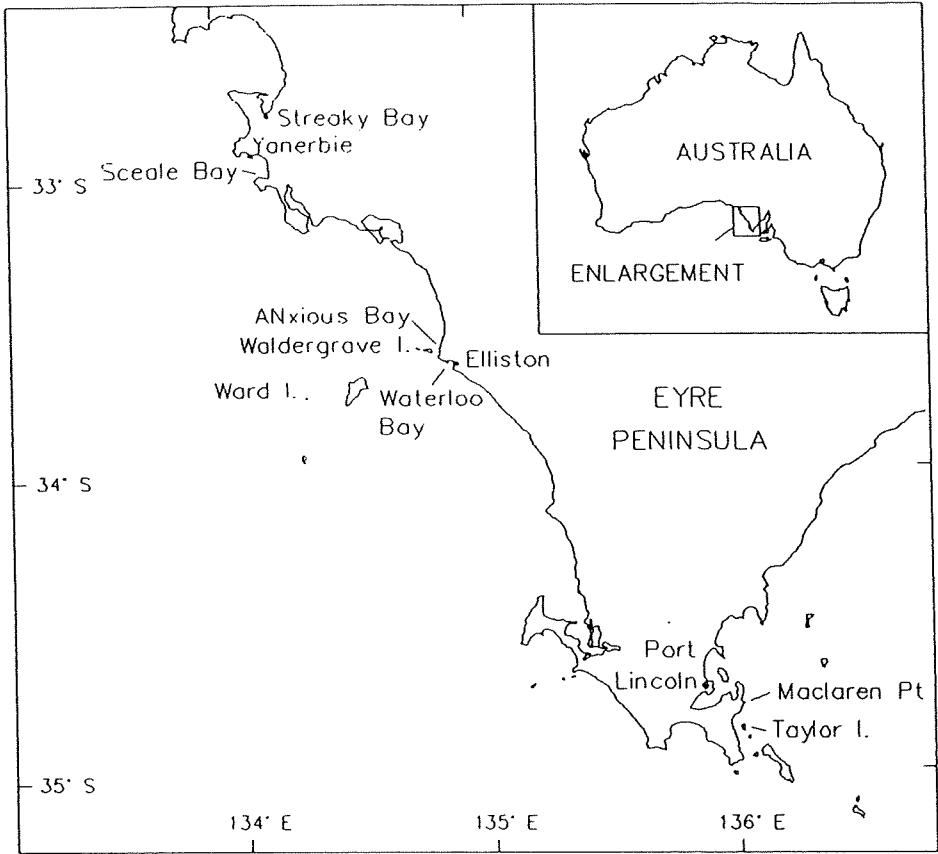 Streaky Bay
Yanerbie
Sceale Bay
33° S
AUSTRALIA
ENLARGEMENT
ANxious Bay
Waldergrave I.
Elliston
Ward I.
Waterloo
Bay
EYRE
PENINSULA
34° S
Port
Lincoln
Maclaren Pt
Taylor I.
35° S
134° E
135° E
136° E